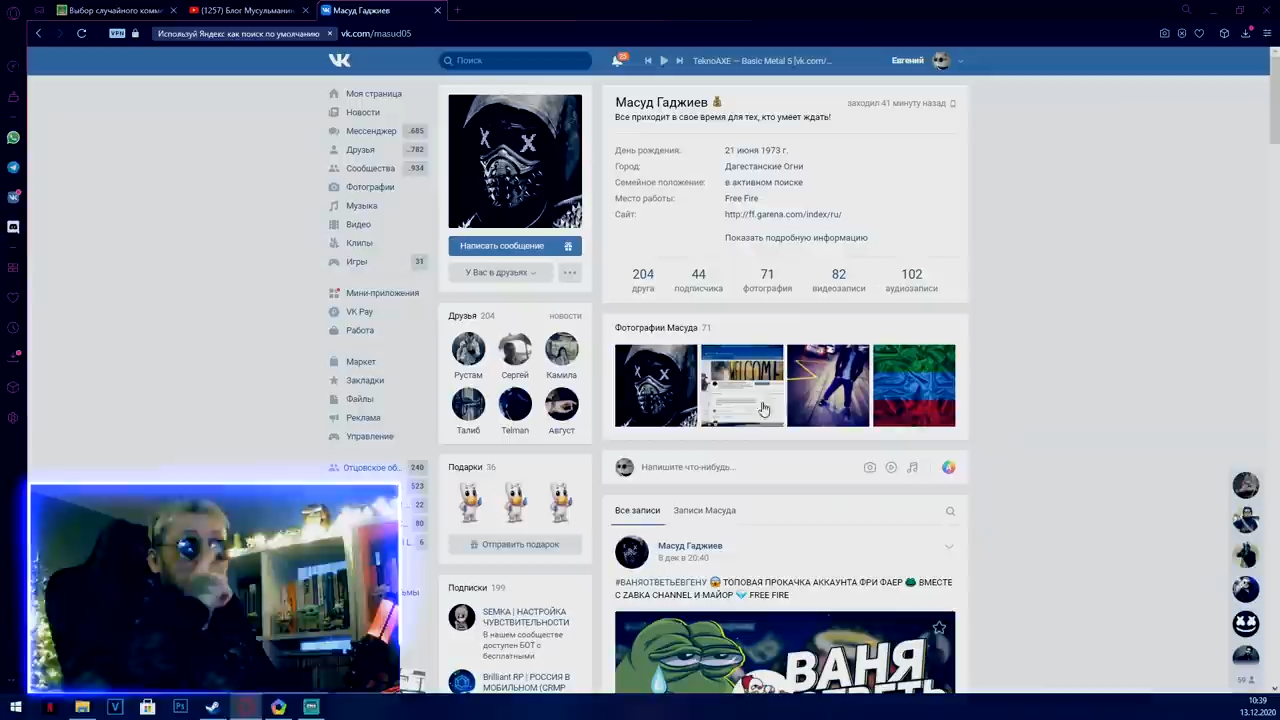 Выбор случайного комме
(1257) Блог Мусульмани
Масуд Гаджиев
VPN
Используй Яндекс как поиск по умолчанию
vk.com/masud05
Поиск
25
TeknoAXE — Basic Metal 5 [vk.com/...
Евгений
Моя страница
Новости
Мессенджер ..685
Друзья ..782
Сообщества ..934
Фотографии
Музыка
Видео
Клипы
Игры 31
Мини-приложения
VK Pay
Работа
Маркет
Закладки
Файлы
Реклама
Управление
Отцовское об... 240
523
22
80
6
Написать сообщение
У Вас в друзьях
Друзья 204 новости
Рустам Сергей Камила
Талиб Telman Август
Подарки 36
Отправить подарок
Подписки 199
SEMKA | НАСТРОЙКА
ЧУВСТВИТЕЛЬНОСТИ
В нашем сообществе
доступен БОТ с
бесплатными
Brilliant RP | РОССИЯ В
МОБИЛЬНОМ (CRMP
Масуд Гаджиев
заходил 41 минуту назад
Все приходит в свое время для тех, кто умеет ждать!
День рождения: 21 июня 1973 г.
Город: Дагестанские Огни
Семейное положение: в активном поиске
Место работы: Free Fire
Сайт: http://ff.garena.com/index/ru/
Показать подробную информацию
204 44 71 82 102
друга подписчика фотография видеозаписи аудиозаписи
Фотографии Масуда 71
WELCOME
Напишите что-нибудь...
Все записи Записи Масуда
Масуд Гаджиев
8 дек в 20:40
#ВАНЯОТВЕТЬЕВГЕНУ ТОПОВАЯ ПРОКАЧКА АККАУНТА ФРИ ФАЕР ВМЕСТЕ
С ZABKA CHANNEL И МАЙОР FREE FIRE
ВАНЯ
59
10:39
13.12.2020